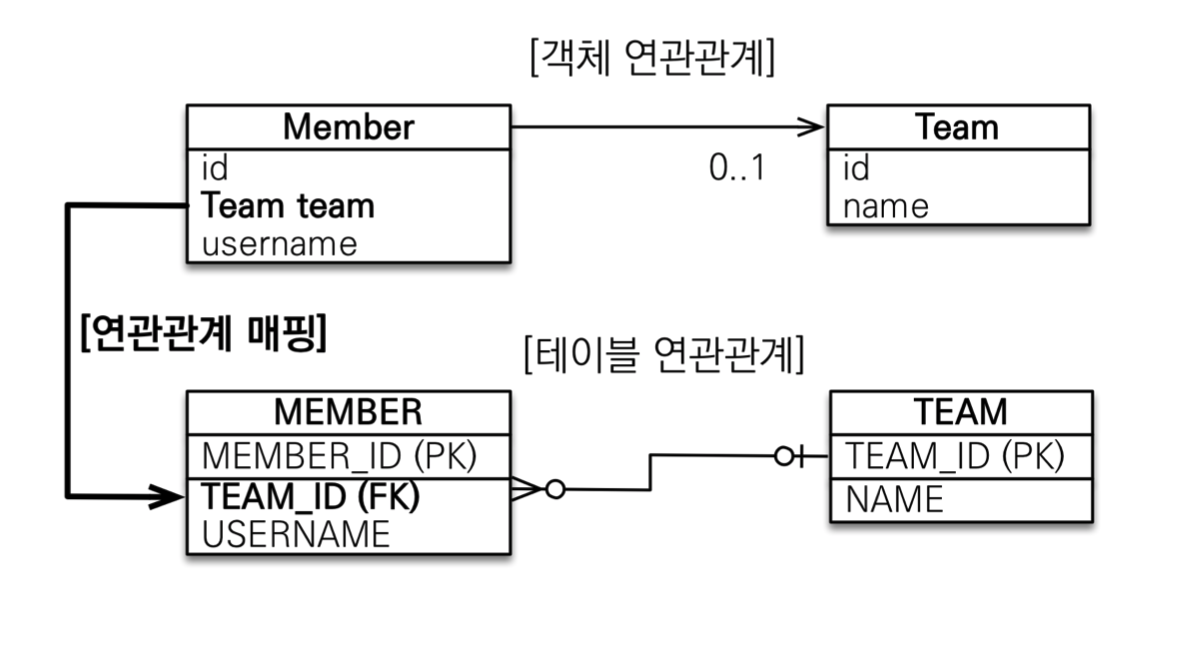 [객체 연관관계]
Member
id
Team team
username
0..1
Team
id
name
[연관관계 매핑]
[테이블 연관관계]
MEMBER
MEMBER_ID (PK)
TEAM_ID (FK)
USERNAME
TEAM
TEAM_ID (PK)
NAME